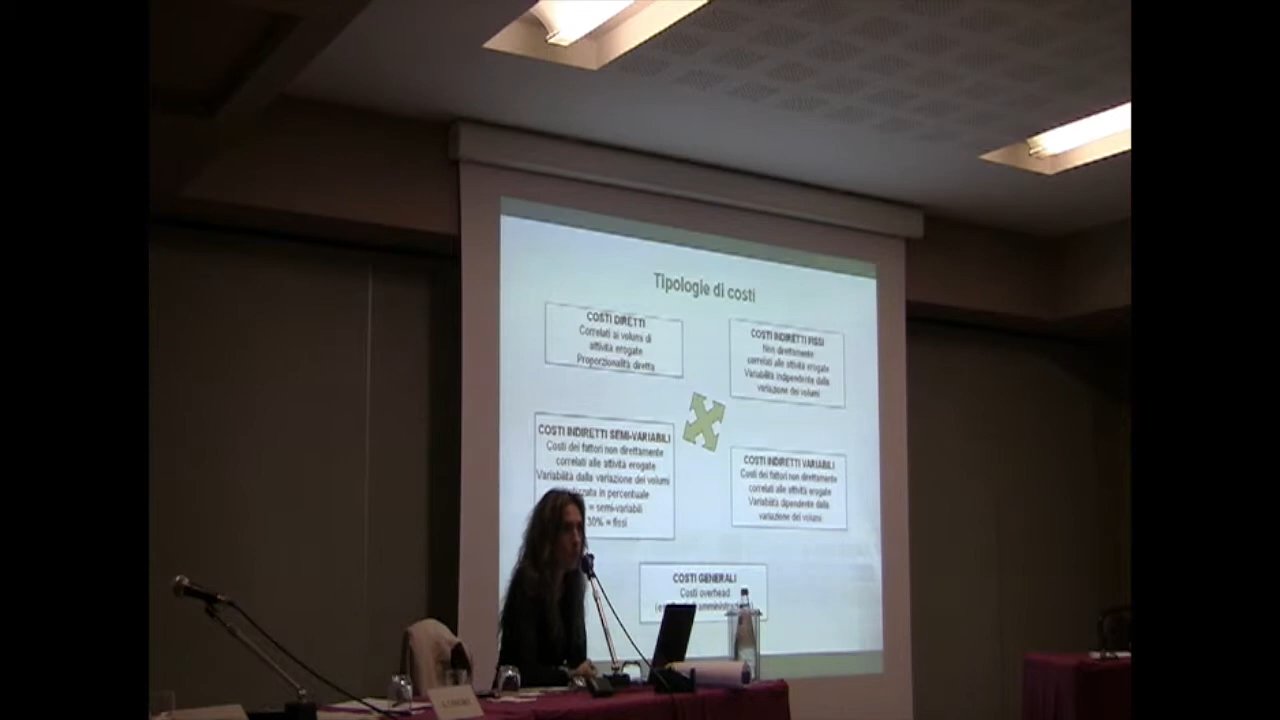 Tipologie di costi
COSTI DIRETTI
Correlati ai volumi di
attività erogate
Proporzionalità diretta
COSTI INDIRETTI FISSI
Non direttamente
correlati alle attività erogate
Variabilità indipendente dalla
variazione dei volumi
COSTI INDIRETTI SEMI-VARIABILI
Costi dei fattori non direttamente
correlati alle attività erogate
Variabilità dalla variazione dei volumi
in percentuale
= semi-variabili
30% = fissi
COSTI INDIRETTI VARIABILI
Costi dei fattori non direttamente
correlati alle attività erogate
Variabilità dipendente dalla
variazione dei volumi
COSTI GENERALI
Costi overhead